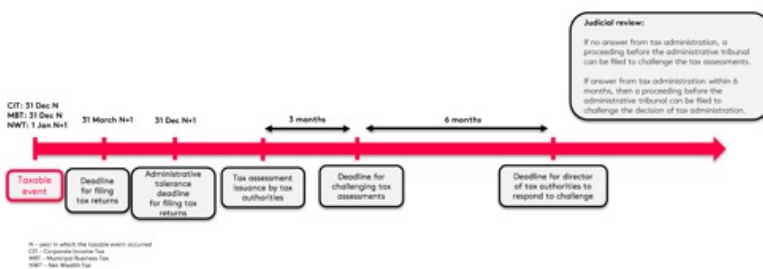 Judicial review:
If no answer from tax administration, a
proceeding before the administrative tribunal
can be filed to challenge the tax assessments.
If answer from tax administration within 6
months, then a proceeding before the
administrative tribunal can be filed to
challenge the decision of tax administration.
CIT: 31 Dec N
MBT: 31 Dec N
NWT: 1 Jan N+1
31 March N+1
31 Dec N+1
3 months
6 months
Taxable
event
Deadline
for filing
tax returns
Administrative
tolerance
deadline
for filing tax
returns
Tax assessment
issuance by tax
authorities
Deadline for
challenging tax
assessments
Deadline for director
of tax authorities to
respond to challenge
N - year in which the taxable event occurred
CIT - Corporate Income Tax
MBT - Municipal Business Tax
NWT - Net Wealth Tax